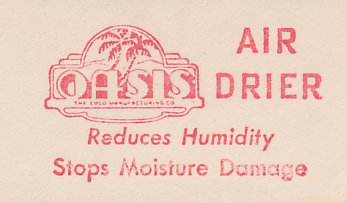 AIR
OASIS DRIER
THE EBCO MANUFACTURING CO
Reduces Humidity
Stops Moisture Damage